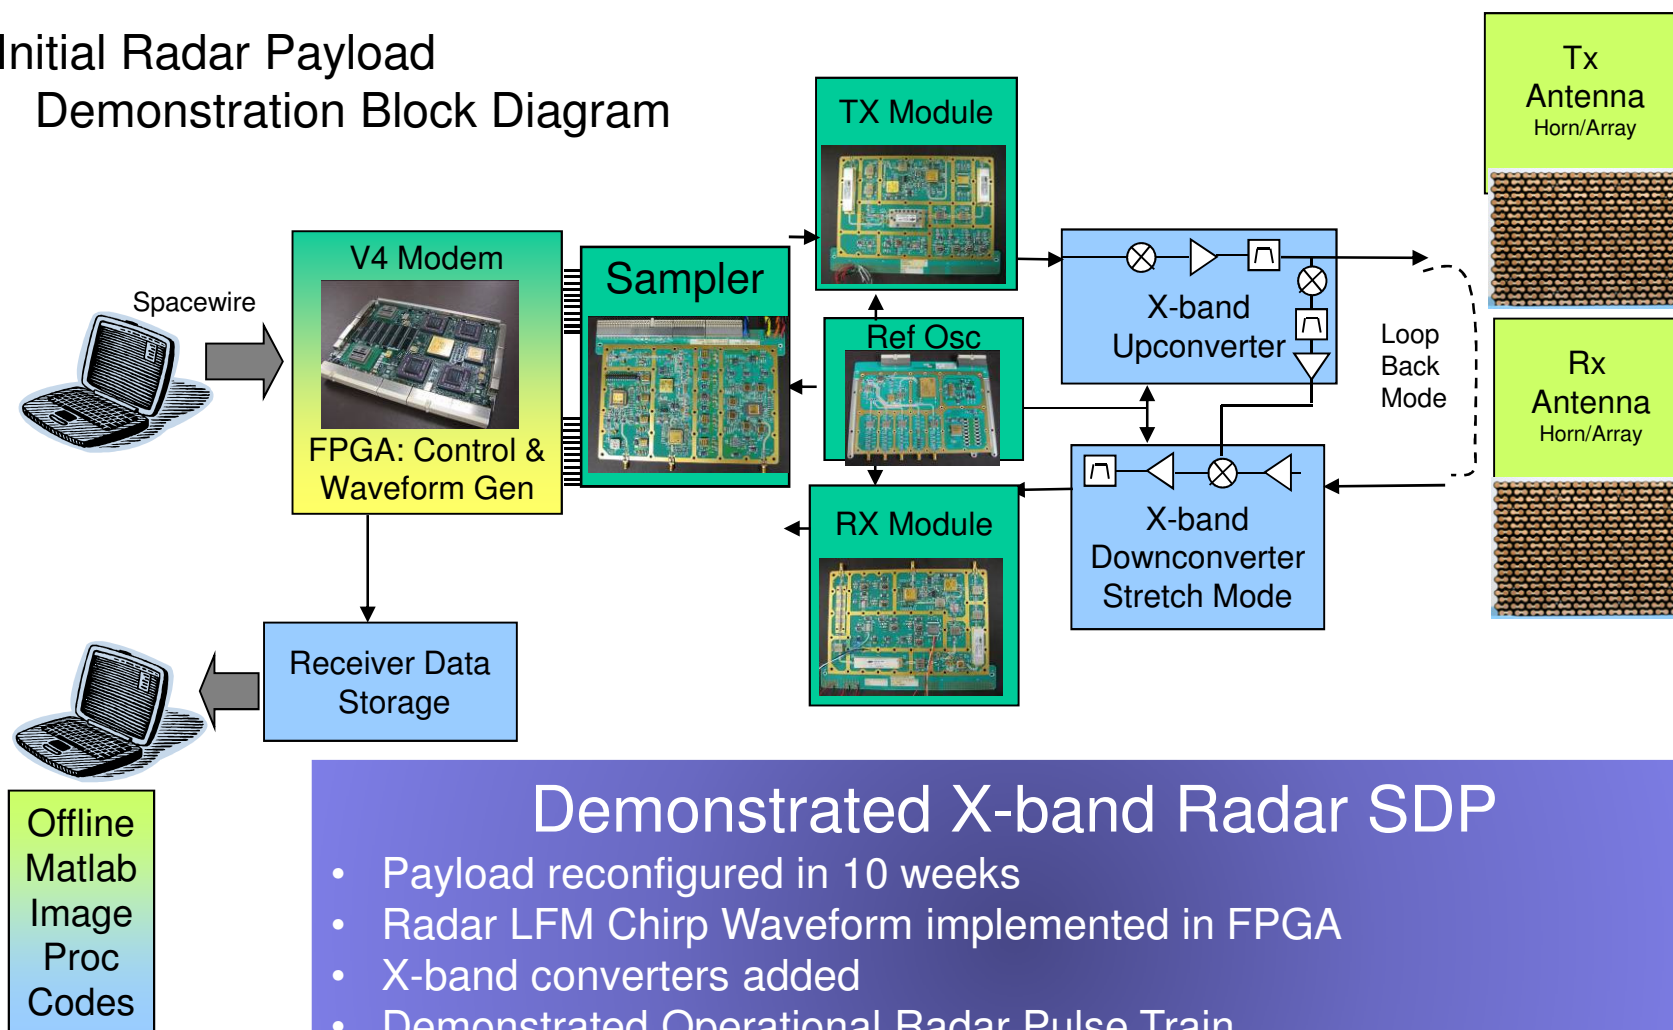 Initial Radar Payload
Demonstration Block Diagram
Tx
Antenna
Horn/Array
TX Module
V4 Modem
Sampler
Spacewire
X-band
Upconverter
Ref Osc
Loop
Back
Mode
Rx
Antenna
Horn/Array
FPGA: Control &
Waveform Gen
RX Module
X-band
Downconverter
Stretch Mode
Receiver Data
Storage
Offline
Matlab
Image
Proc
Codes
Demonstrated X-band Radar SDP
• Payload reconfigured in 10 weeks
• Radar LFM Chirp Waveform implemented in FPGA
• X-band converters added
• Demonstrated Operational Radar Pulse Train